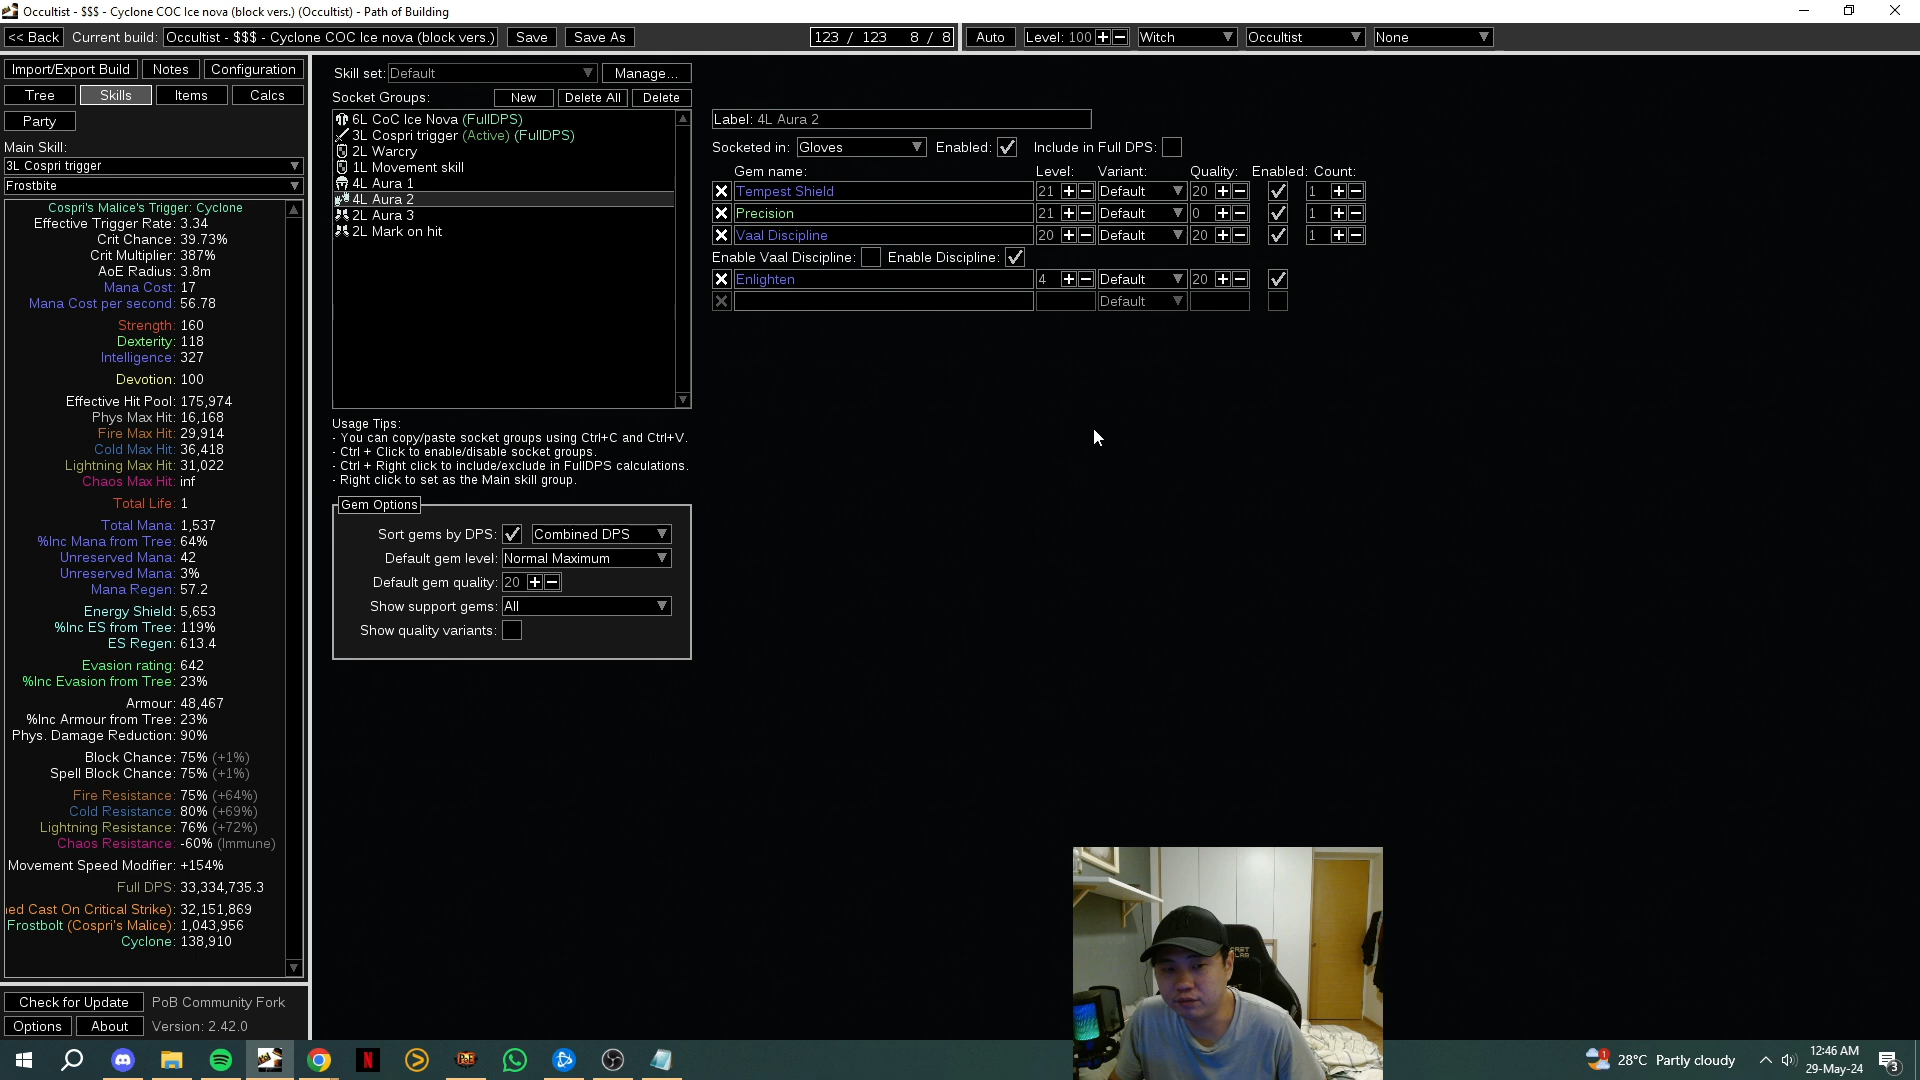 Occultist - $$$ - Cyclone COC Ice nova (block vers.) (Occultist) - Path of Building
<< Back Current build: Occultist - $$$ - Cyclone COC Ice nova (block vers.) Save Save As 123 / 123 8 / 8 Auto Level: 100 Witch Occultist None
Import/Export Build Notes Configuration
Tree Skills Items Calcs
Party
Main Skill:
3L Cospri trigger
Frostbite
Cospri's Malice's Trigger: Cyclone
Effective Trigger Rate: 3.34
Crit Chance: 39.73%
Crit Multiplier: 387%
AoE Radius: 3.8m
Mana Cost: 17
Mana Cost per second: 56.78
Strength: 160
Dexterity: 118
Intelligence: 327
Devotion: 100
Effective Hit Pool: 175,974
Phys Max Hit: 16,168
Fire Max Hit: 29,914
Cold Max Hit: 36,418
Lightning Max Hit: 31,022
Chaos Max Hit: inf
Total Life: 1
Total Mana: 1,537
%Inc Mana from Tree: 64%
Unreserved Mana: 42
Unreserved Mana: 3%
Mana Regen: 57.2
Energy Shield: 5,653
%Inc ES from Tree: 119%
ES Regen: 613.4
Evasion rating: 642
%Inc Evasion from Tree: 23%
Armour: 48,467
%Inc Armour from Tree: 23%
Phys. Damage Reduction: 90%
Block Chance: 75% (+1%)
Spell Block Chance: 75% (+1%)
Fire Resistance: 75% (+64%)
Cold Resistance: 80% (+69%)
Lightning Resistance: 76% (+72%)
Chaos Resistance: -60% (Immune)
Movement Speed Modifier: +154%
Full DPS: 33,334,735.3
ed Cast On Critical Strike): 32,151,869
Frostbolt (Cospri's Malice): 1,043,956
Cyclone: 138,910
Check for Update PoB Community Fork
Options About Version: 2.42.0
Skill set: Default Manage...
Socket Groups: New Delete All Delete
6L CoC Ice Nova (FullDPS)
3L Cospri trigger (Active) (FullDPS)
2L Warcry
1L Movement skill
4L Aura 1
4L Aura 2
2L Aura 3
2L Mark on hit
Usage Tips:
- You can copy/paste socket groups using Ctrl+C and Ctrl+V.
- Ctrl + Click to enable/disable socket groups.
- Ctrl + Right click to include/exclude in FullDPS calculations.
- Right click to set as the Main skill group.
Gem Options
Sort gems by DPS: Combined DPS
Default gem level: Normal Maximum
Default gem quality: 20
Show support gems: All
Show quality variants:
Label: 4L Aura 2
Socketed in: Gloves Enabled: Include in Full DPS:
Gem name: Level: Variant: Quality: Enabled: Count:
Tempest Shield 21 Default 20 1
Precision 21 Default 0 1
Vaal Discipline 20 Default 20 1
Enable Vaal Discipline: Enable Discipline:
Enlighten 4 Default 20
Default
28°C Partly cloudy
12:46 AM
29-May-24
3